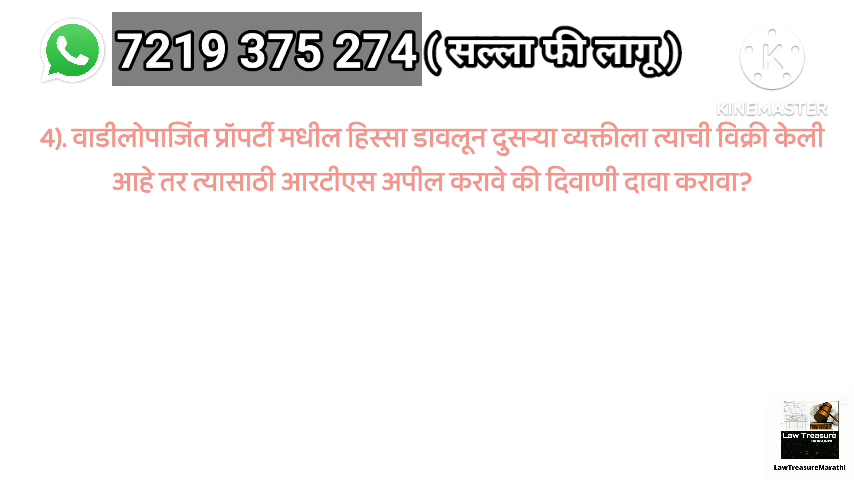 7219 375 274 ( सल्ला फी लागू )
KINEMASTER
4). वाडीलोपार्जित प्रॉपर्टी मधील हिस्सा डावलून दुसऱ्या व्यक्तीला त्याची विक्री केली
आहे तर त्यासाठी आरटीएस अपील करावे की दिवाणी दावा करावा?
Law Treasure
LawTreasureMarathi